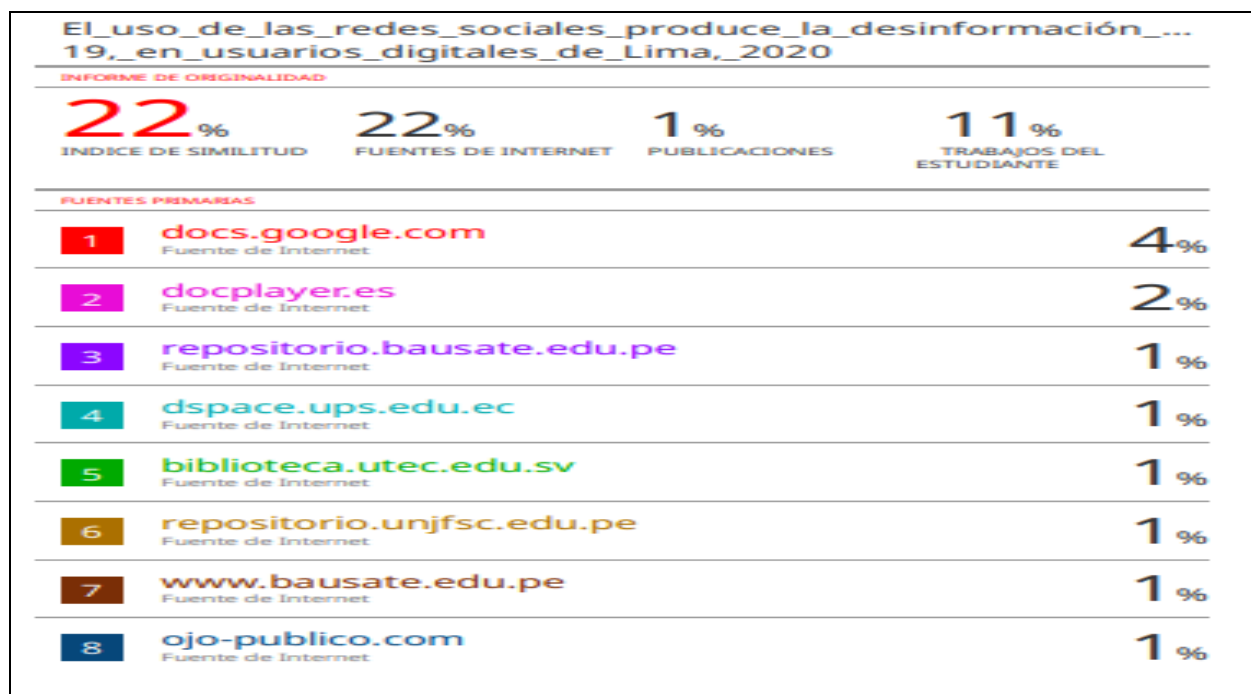 El_uso_de_las_redes_sociales_produce_la_desinformación_...
19,_en_usuarios_digitales_de_Lima,_2020
INFORME DE ORIGINALIDAD
22% 22% 1% 11%
INDICE DE SIMILITUD FUENTES DE INTERNET PUBLICACIONES TRABAJOS DEL
ESTUDIANTE
FUENTES PRIMARIAS
1 docs.google.com 4%
Fuente de Internet
2 docplayer.es 2%
Fuente de Internet
3 repositorio.bausate.edu.pe 1%
Fuente de Internet
4 dspace.ups.edu.ec 1%
Fuente de Internet
5 biblioteca.utec.edu.sv 1%
Fuente de Internet
6 repositorio.unjfsc.edu.pe 1%
Fuente de Internet
7 www.bausate.edu.pe 1%
Fuente de Internet
8 ojo-publico.com 1%
Fuente de Internet